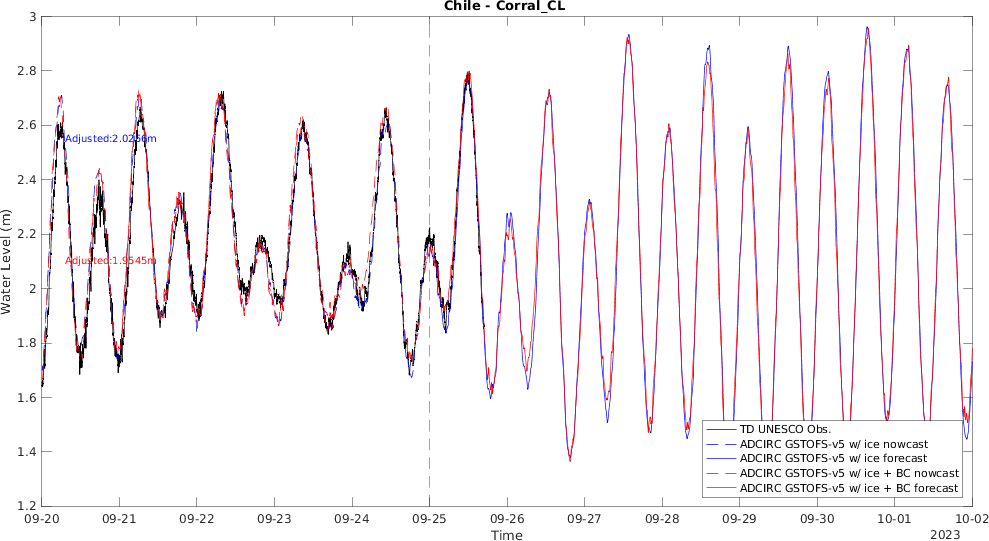 Chile - Corral_CL
3
2.8
2.6
2.4
2.2
2
1.8
1.6
1.4
1.2
Water Level (m)
Adjusted:2.0256m
Adjusted:1.9545m
TD UNESCO Obs.
ADCIRC GSTOFS-v5 w/ ice nowcast
ADCIRC GSTOFS-v5 w/ ice forecast
ADCIRC GSTOFS-v5 w/ ice + BC nowcast
ADCIRC GSTOFS-v5 w/ ice + BC forecast
09-20 09-21 09-22 09-23 09-24 09-25 09-26 09-27 09-28 09-29 09-30 10-01 10-02
Time
2023